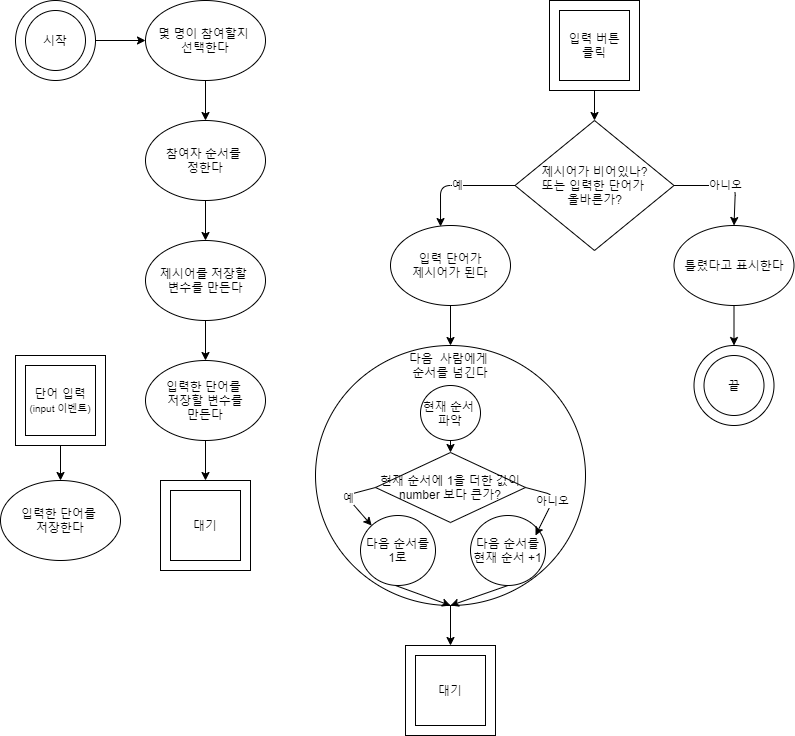 시작
몇 명이 참여할지
선택한다
참여자 순서를
정한다
제시어를 저장할
변수를 만든다
입력한 단어를
저장할 변수를
만든다
대기
단어 입력
(input 이벤트)
입력한 단어를
저장한다
입력 버튼
클릭
제시어가 비어있나?
또는 입력한 단어가
올바른가?
예
아니오
입력 단어가
제시어가 된다
틀렸다고 표시한다
끝
다음 사람에게
순서를 넘긴다
현재 순서
파악
현재 순서에 1을 더한 값이
number 보다 큰가?
예
아니오
다음 순서를
1로
다음 순서를
현재 순서 +1
대기